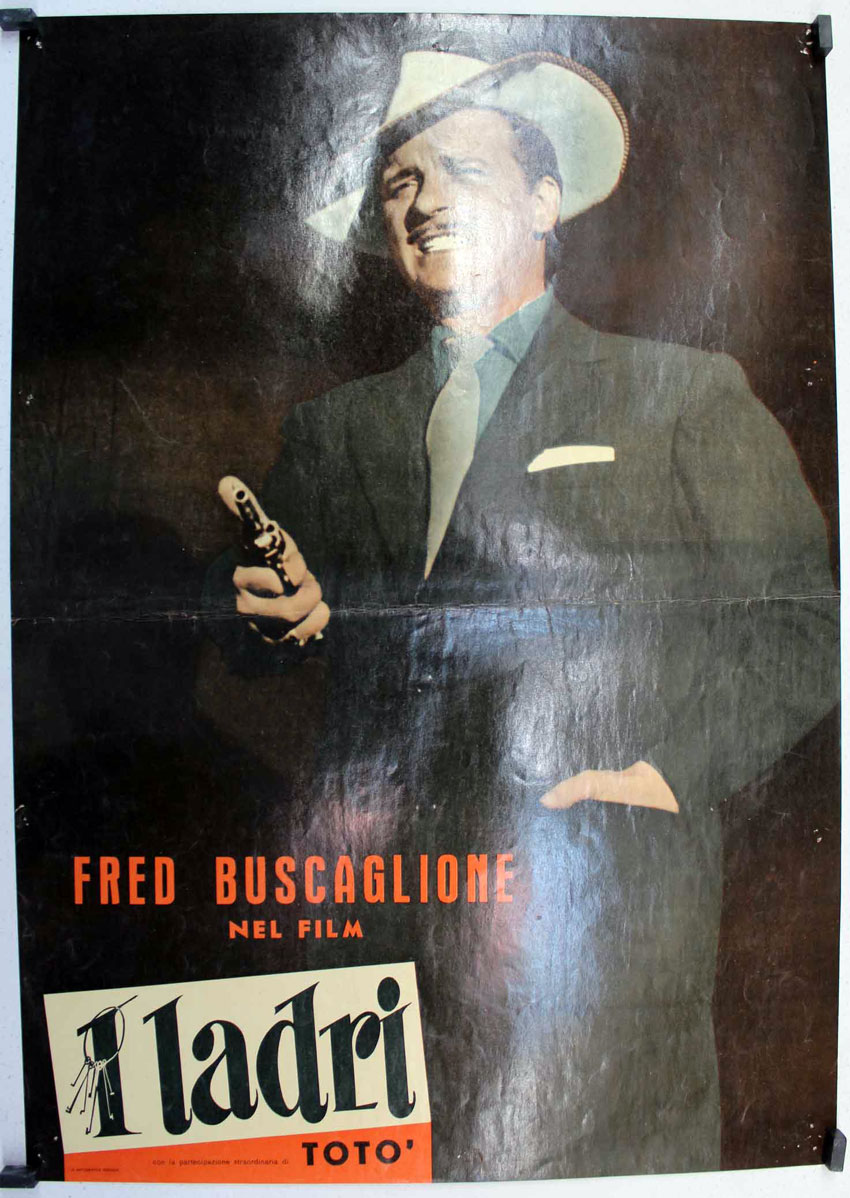 FRED BUSCAGLIONE
NEL FILM
I ladri
con la partecipazione straordinaria di TOTO'